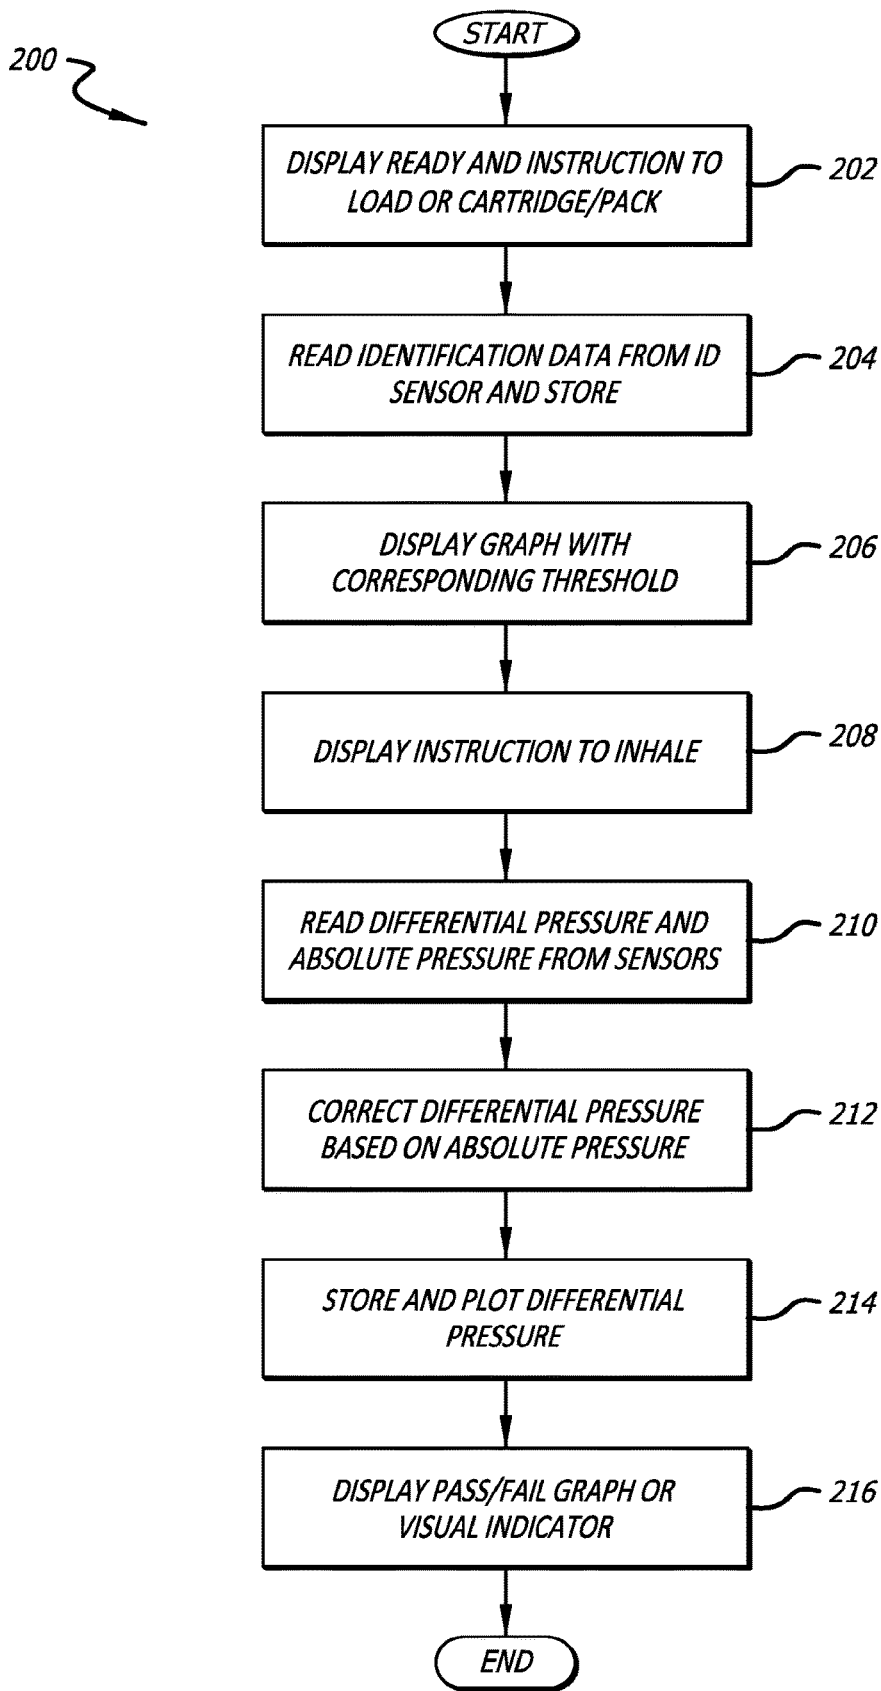 START
200
DISPLAY READY AND INSTRUCTION TO
LOAD OR CARTRIDGE/PACK
202
READ IDENTIFICATION DATA FROM ID
SENSOR AND STORE
204
DISPLAY GRAPH WITH
CORRESPONDING THRESHOLD
206
DISPLAY INSTRUCTION TO INHALE
208
READ DIFFERENTIAL PRESSURE AND
ABSOLUTE PRESSURE FROM SENSORS
210
CORRECT DIFFERENTIAL PRESSURE
BASED ON ABSOLUTE PRESSURE
212
STORE AND PLOT DIFFERENTIAL
PRESSURE
214
DISPLAY PASS/FAIL GRAPH OR
VISUAL INDICATOR
216
END